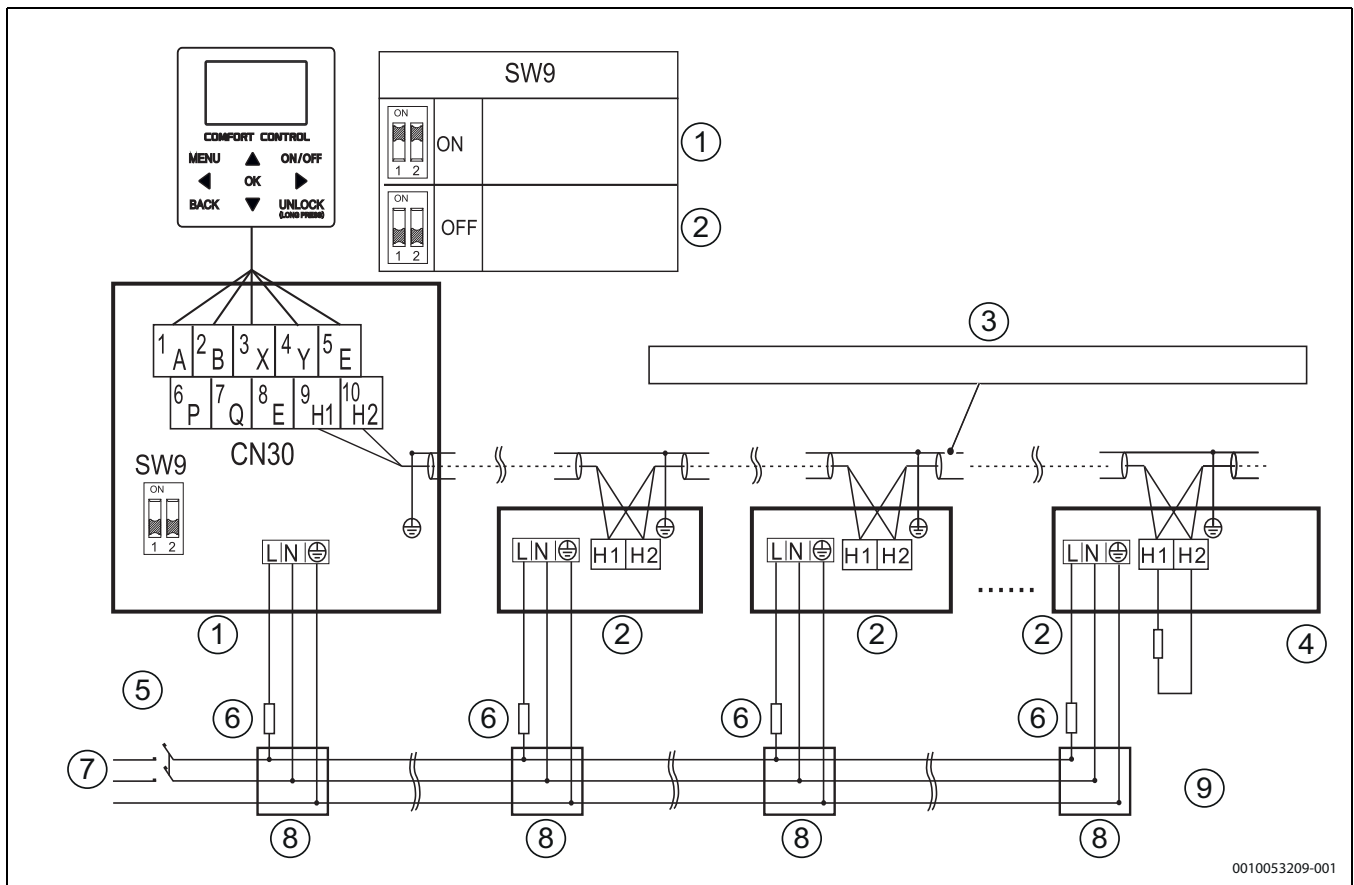 SW9
ON
1 2
ON
①
ON
1 2
OFF
②
COMFORT CONTROL
MENU ▲ ON/OFF
◀ OK ▶
BACK ▼ UNLOCK
(LONG PRESS)
③
1 A 2 B 3 X 4 Y 5 E
6 P 7 Q 8 E 9 H1 10 H2
CN30
SW9
ON
1 2
L N
L N H1 H2
L N H1 H2
L N H1 H2
......
① ② ② ② ④
⑤
⑥ ⑥ ⑥ ⑥
⑦
⑨
⑧ ⑧ ⑧ ⑧
0010053209-001